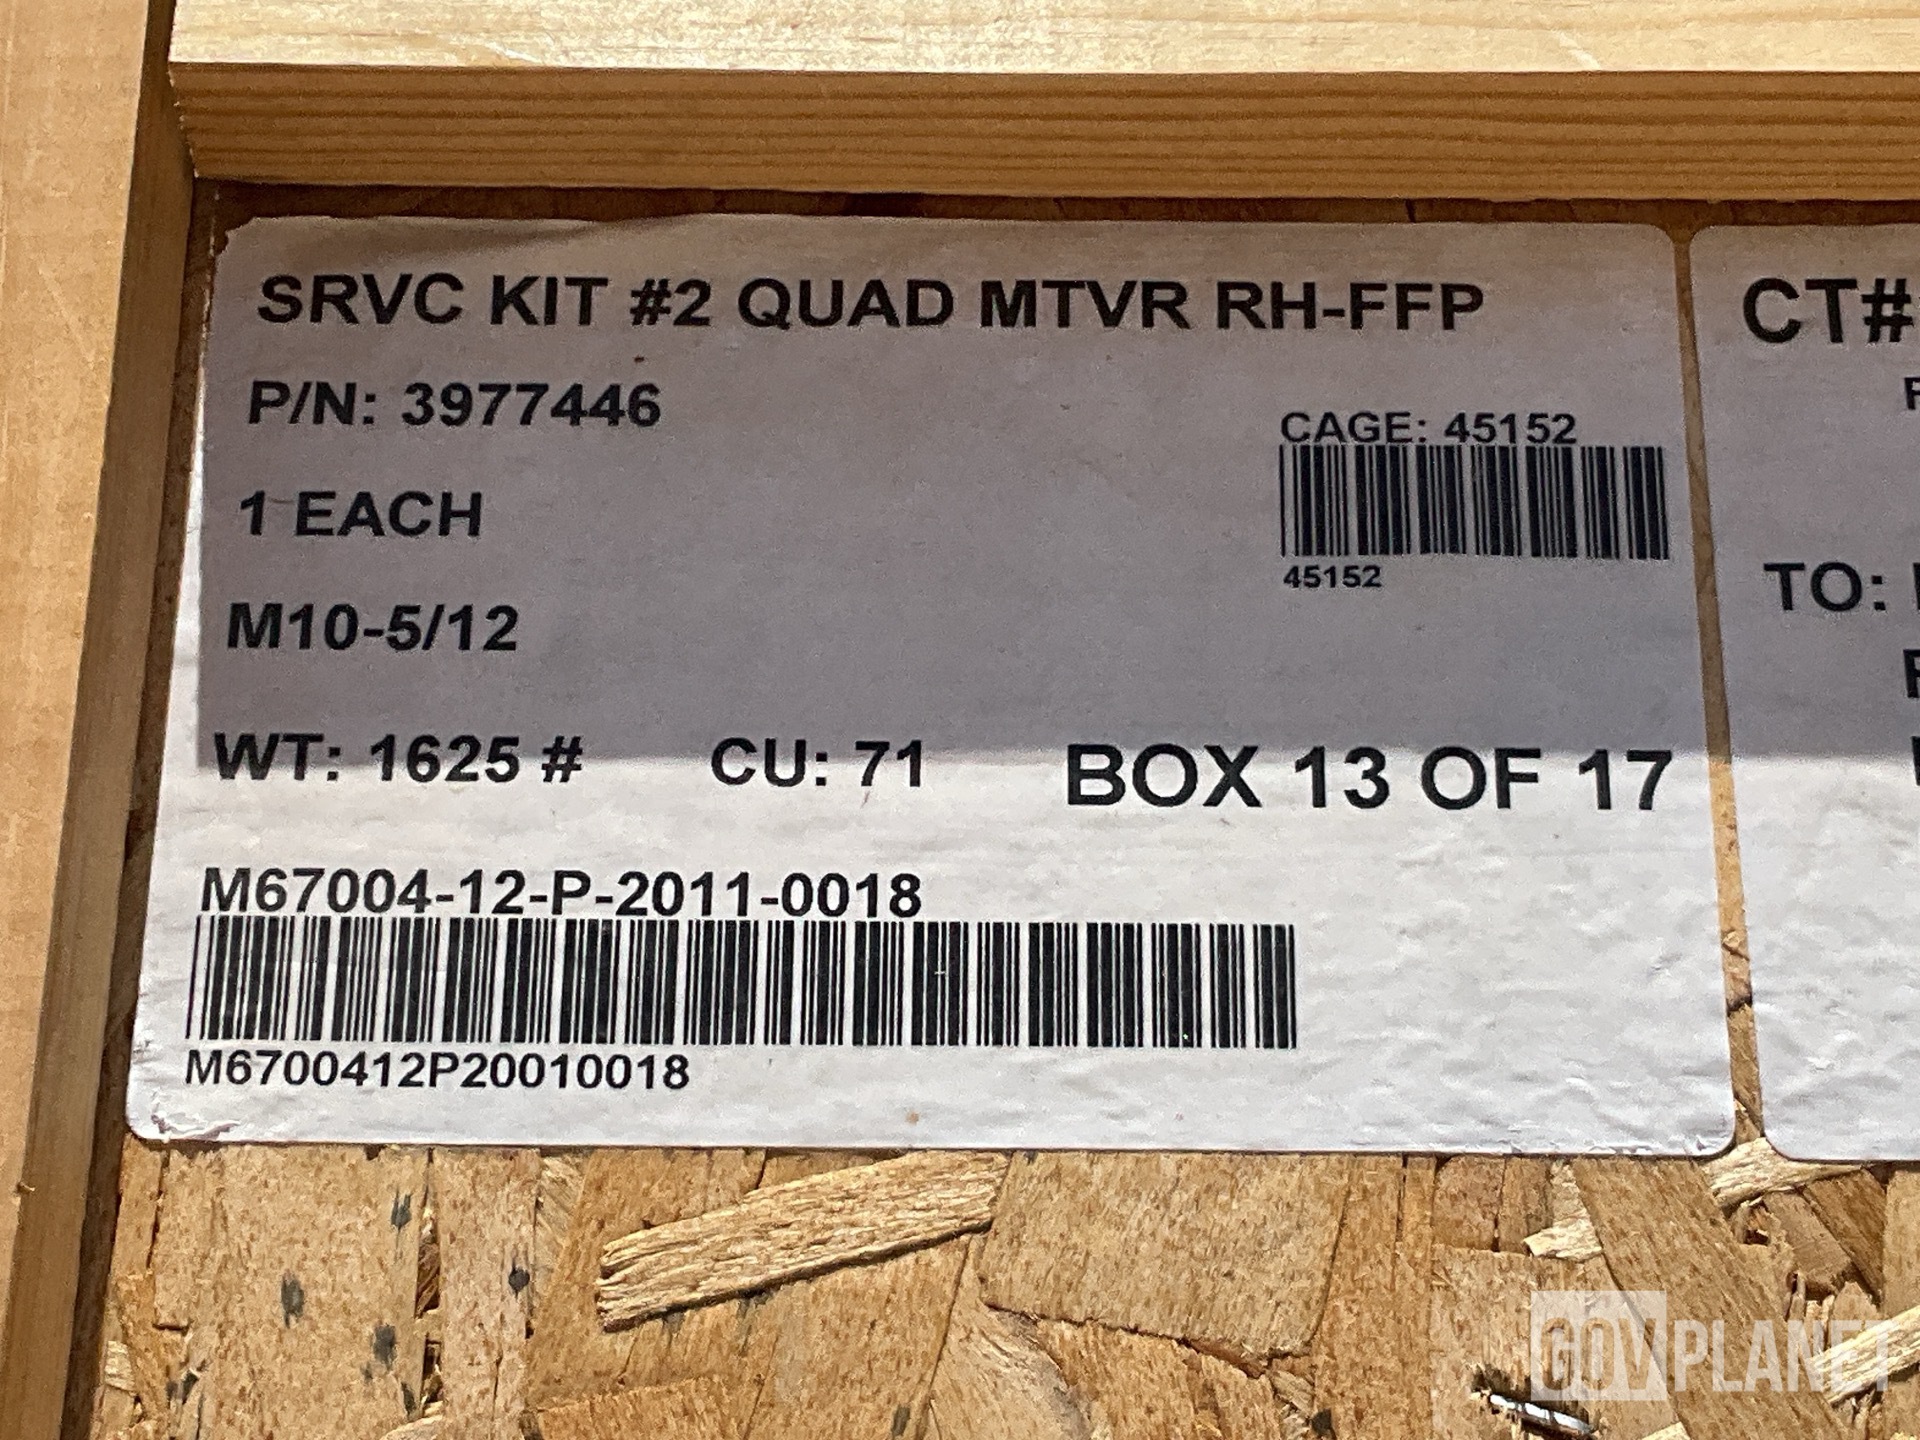 SRVC KIT #2 QUAD MTVR RH-FFP
P/N: 3977446
CAGE: 45152
45152
1 EACH
M10-5/12
WT: 1625 # CU: 71 BOX 13 OF 17
M67004-12-P-2011-0018
M6700412P20010018
CT#
TO:
GOVPLANET